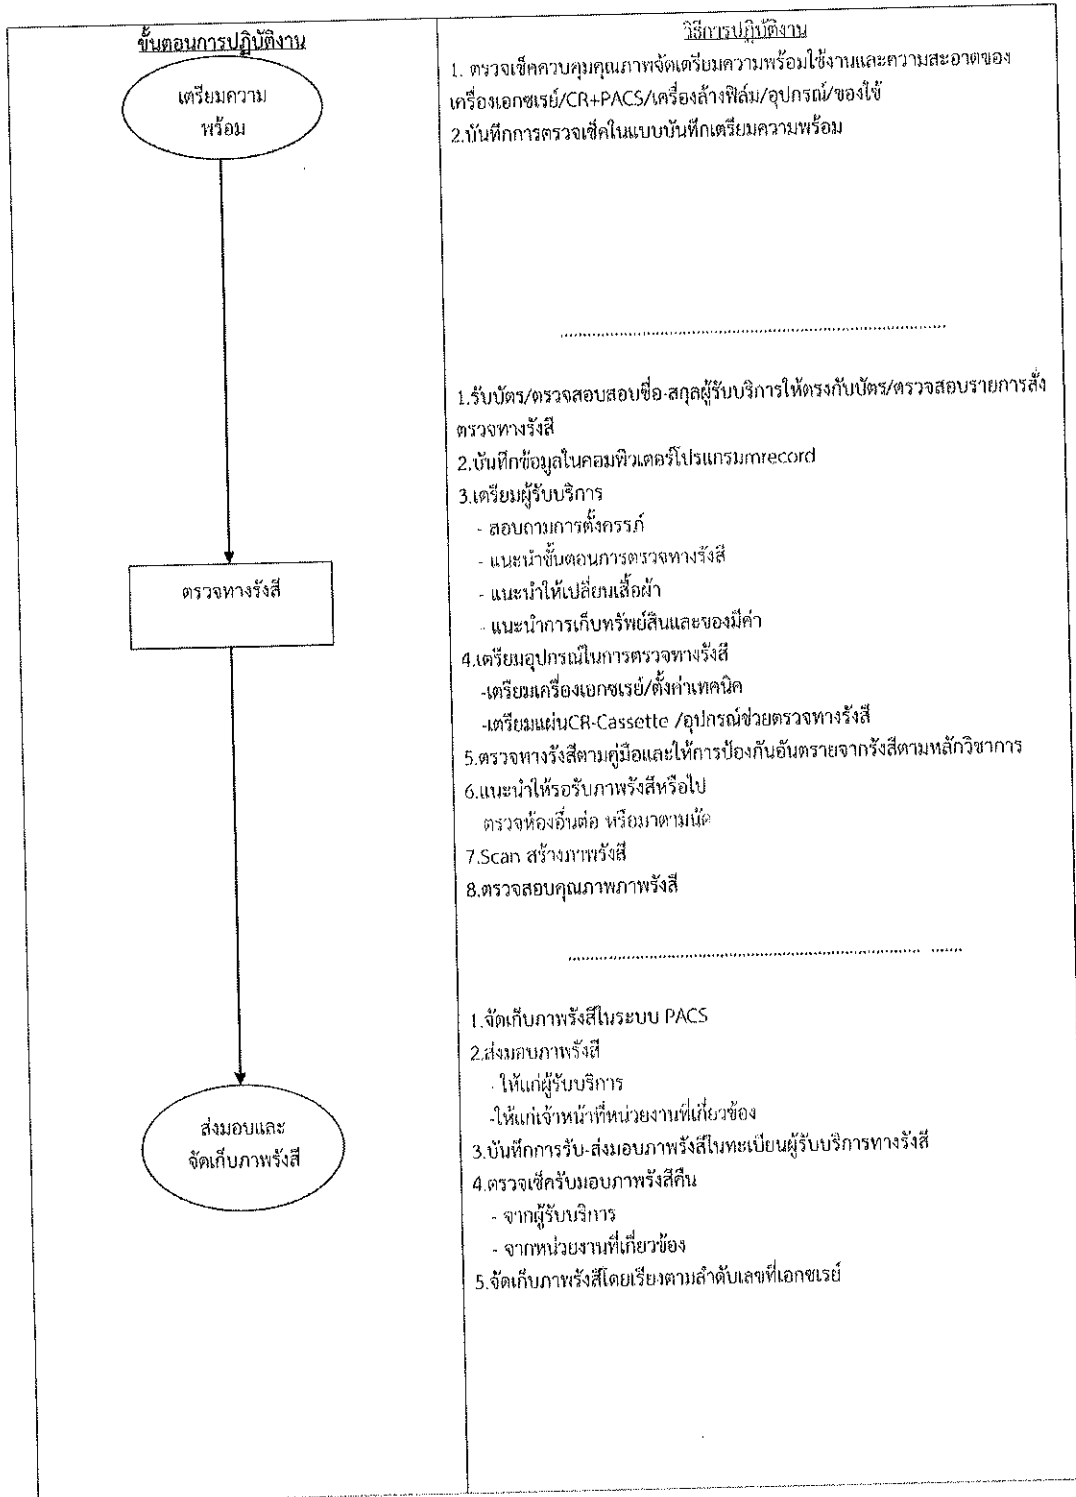 ขั้นตอนการปฏิบัติงาน
เตรียมความ
พร้อม
ตรวจทางรังสี
ส่งมอบและ
จัดเก็บภาพรังสี
วิธีการปฏิบัติงาน
1. ตรวจเช็คควบคุมคุณภาพจัดเตรียมความพร้อมใช้งานและความสะอาดของ
เครื่องเอกซเรย์/CR+PACS/เครื่องล้างฟิล์ม/อุปกรณ์/ของใช้
2.บันทึกการตรวจเช็คในแบบบันทึกเตรียมความพร้อม
1.รับบัตร/ตรวจสอบสอบชื่อ-สกุลผู้รับบริการให้ตรงกับบัตร/ตรวจสอบรายการสั่ง
ตรวจทางรังสี
2.บันทึกข้อมูลในคอมพิวเตอร์โปรแกรมmrecord
3.เตรียมผู้รับบริการ
- สอบถามการตั้งครรภ์
- แนะนำขั้นตอนการตรวจทางรังสี
- แนะนำให้เปลี่ยนเสื้อผ้า
- แนะนำการเก็บทรัพย์สินและของมีค่า
4.เตรียมอุปกรณ์ในการตรวจทางรังสี
-เตรียมเครื่องเอกซเรย์/ตั้งค่าเทคนิค
-เตรียมแผ่นCR-Cassette /อุปกรณ์ช่วยตรวจทางรังสี
5.ตรวจทางรังสีตามคู่มือและให้การป้องกันอันตรายจากรังสีตามหลักวิชาการ
6.แนะนำให้รอรับภาพรังสีหรือไป
ตรวจห้องอื่นต่อ หรือมาตามนัด
7.Scan สร้างภาพรังสี
8.ตรวจสอบคุณภาพภาพรังสี
1.จัดเก็บภาพรังสีในระบบ PACS
2.ส่งมอบภาพรังสี
- ให้แก่ผู้รับบริการ
-ให้แก่เจ้าหน้าที่หน่วยงานที่เกี่ยวข้อง
3.บันทึกการรับ-ส่งมอบภาพรังสีในทะเบียนผู้รับบริการทางรังสี
4.ตรวจเช็ครับมอบภาพรังสีคืน
- จากผู้รับบริการ
- จากหน่วยงานที่เกี่ยวข้อง
5.จัดเก็บภาพรังสีโดยเรียงตามลำดับเลขที่เอกซเรย์